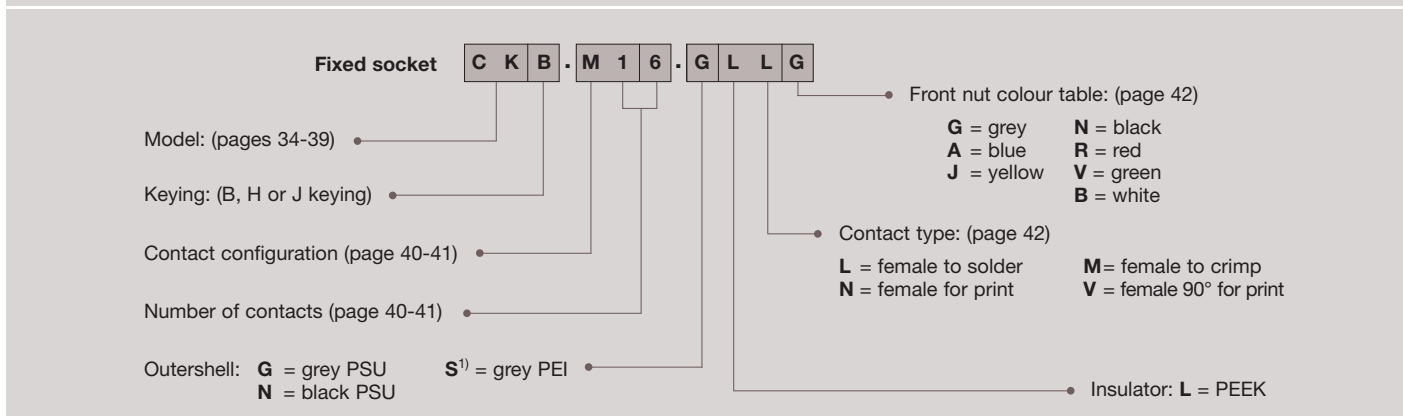 Fixed socket C K B . M 1 6 . G L L G
Front nut colour table: (page 42)
G = grey N = black
A = blue R = red
J = yellow V = green
B = white
Model: (pages 34-39)
Keying: (B, H or J keying)
Contact type: (page 42)
L = female to solder M= female to crimp
N = female for print V = female 90° for print
Contact configuration (page 40-41)
Number of contacts (page 40-41)
Outershell: G = grey PSU S1) = grey PEI
N = black PSU
Insulator: L = PEEK